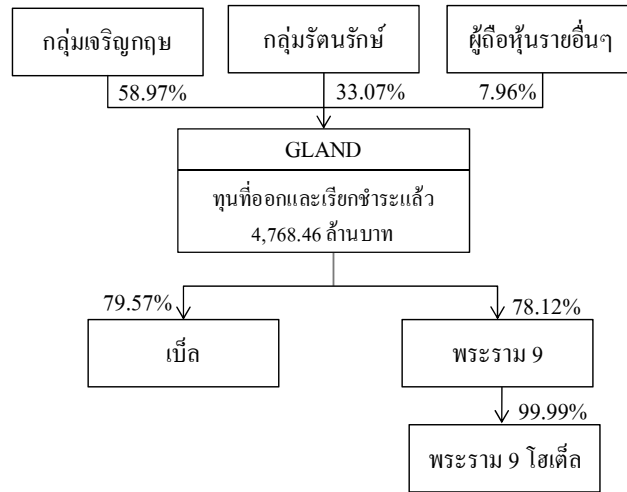 กลุ่มเจริญกฤษ
กลุ่มรัตนรักษ์
ผู้ถือหุ้นรายอื่นๆ
58.97%
33.07%
7.96%
GLAND
ทุนที่ออกและเรียกชำระแล้ว
4,768.46 ล้านบาท
79.57%
78.12%
เบ็ล
พระราม 9
99.99%
พระราม 9 โฮเต็ล